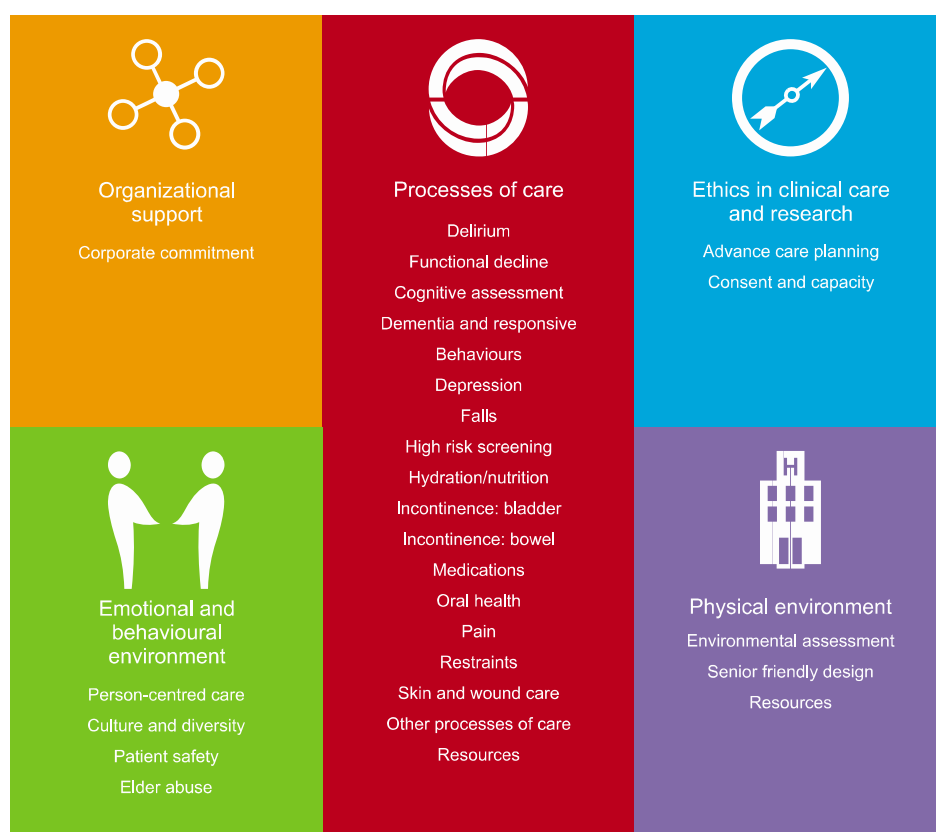 Organizational
support
Corporate commitment
Processes of care
Delirium
Functional decline
Cognitive assessment
Dementia and responsive
Behaviours
Depression
Falls
High risk screening
Hydration/nutrition
Incontinence: bladder
Incontinence: bowel
Medications
Oral health
Pain
Restraints
Skin and wound care
Other processes of care
Resources
Ethics in clinical care
and research
Advance care planning
Consent and capacity
Emotional and
behavioural
environment
Person-centred care
Culture and diversity
Patient safety
Elder abuse
H
Physical environment
Environmental assessment
Senior friendly design
Resources